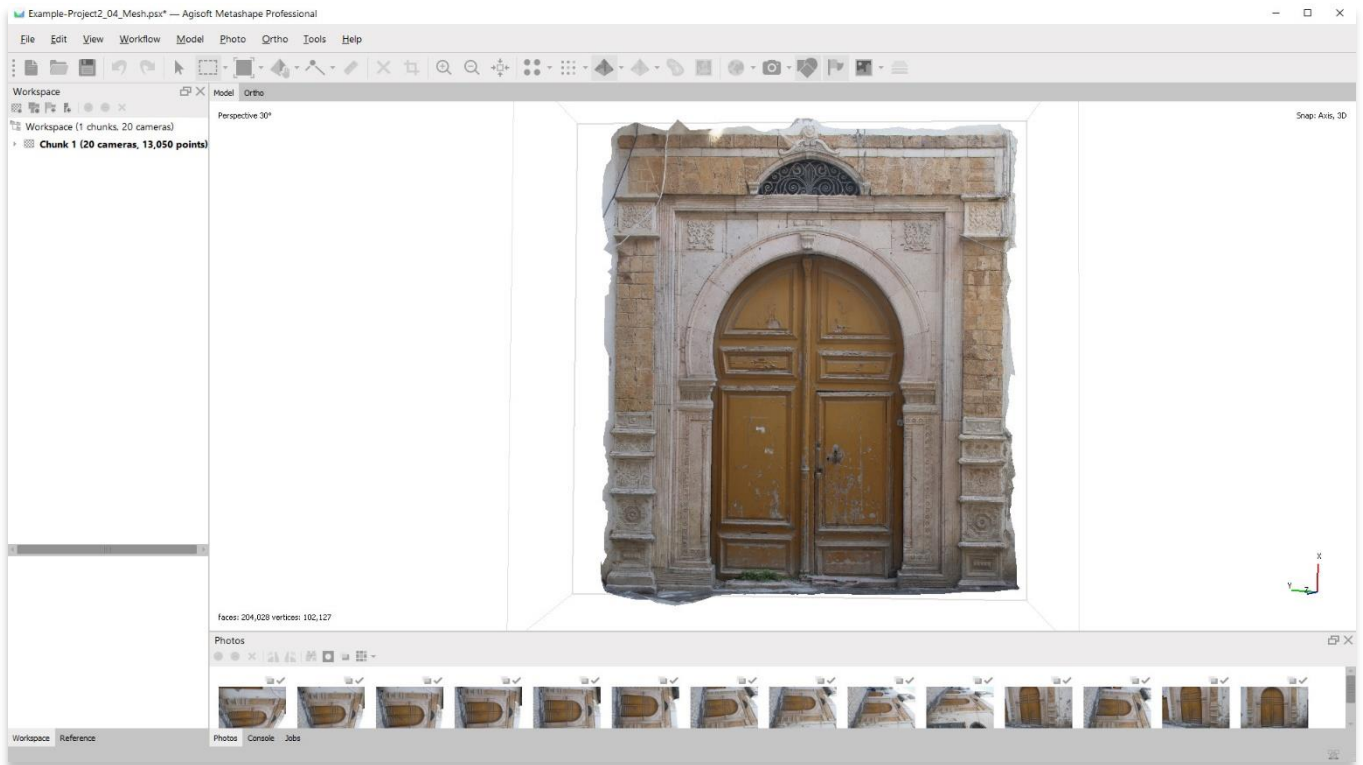 Example-Project2_04_Mesh.psx* — Agisoft Metashape Professional
File Edit View Workflow Model Photo Ortho Tools Help
Workspace
Model Ortho
Workspace (1 chunks, 20 cameras)
Chunk 1 (20 cameras, 13,050 points)
Perspective 30°
Snap: Axis, 3D
X
Y
Z
faces: 204,028 vertices: 102,127
Photos
Workspace Reference
Photos Console Jobs